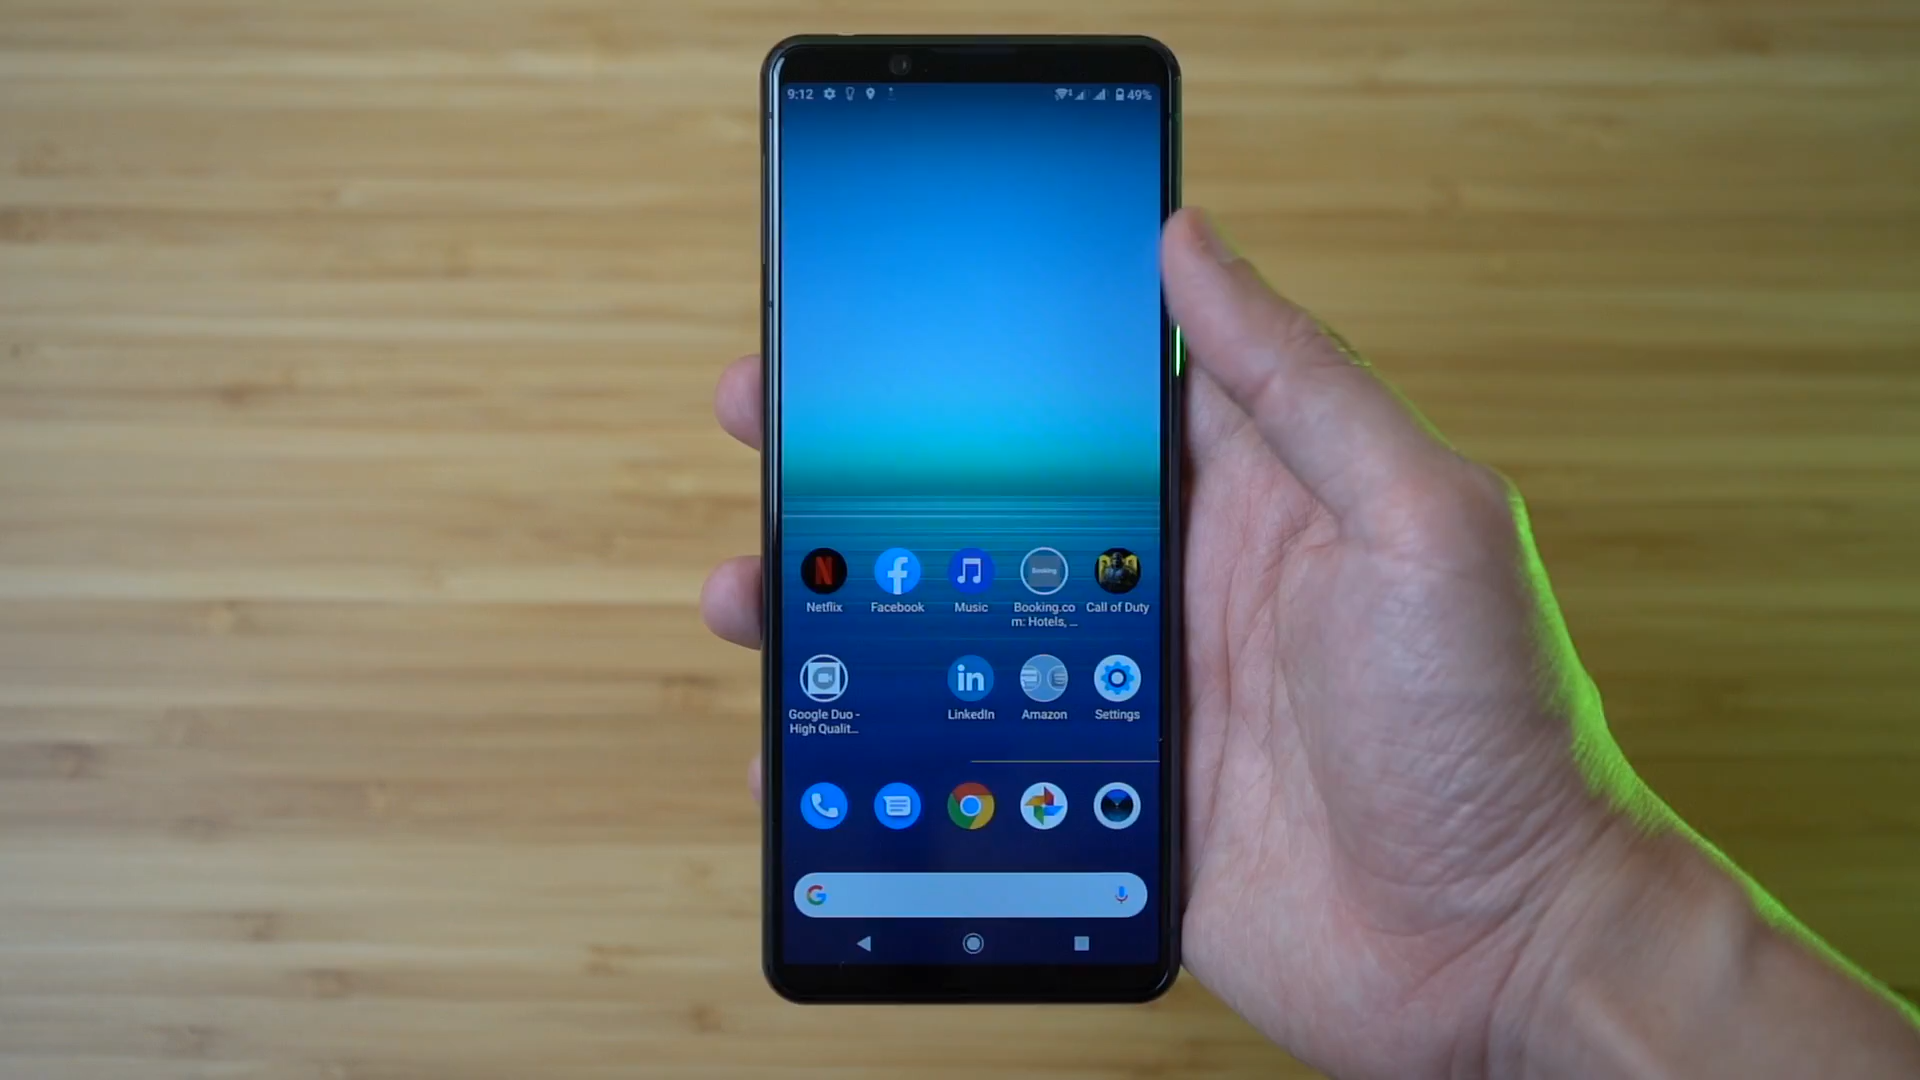 9:12
49%
Netflix
Facebook
Music
Booking.co
m: Hotels, ...
Call of Duty
Booking
Google Duo -
High Qualit...
LinkedIn
Amazon
Settings